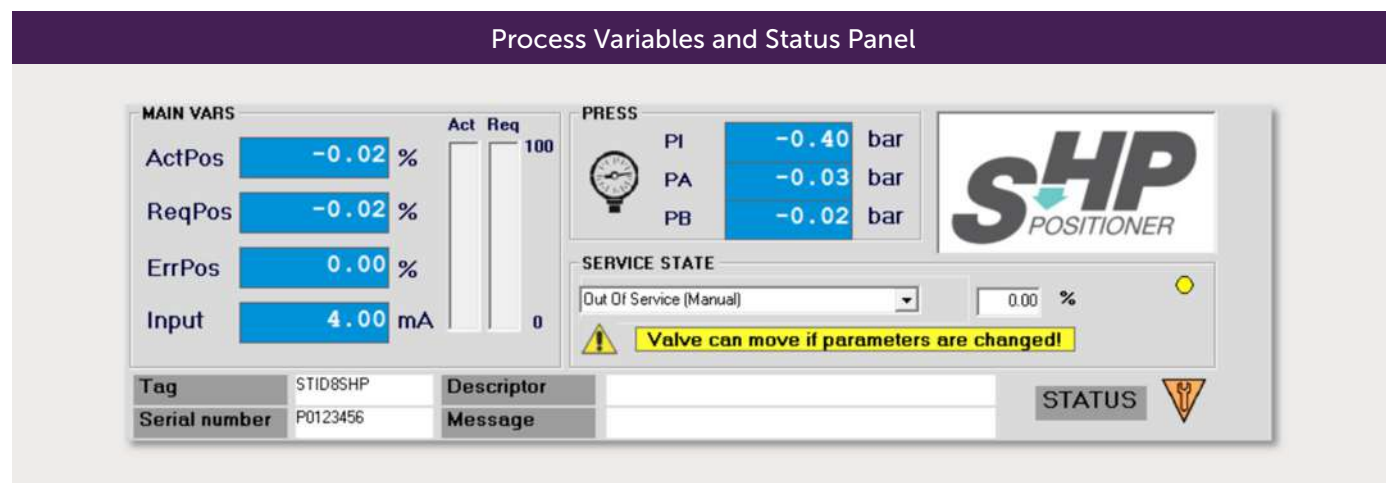 Process Variables and Status Panel
MAIN VARS
Act Req
100
0
ActPos -0.02 %
ReqPos -0.02 %
ErrPos 0.00 %
Input 4.00 mA
PRESS
PI -0.40 bar
PA -0.03 bar
PB -0.02 bar
SHP
POSITIONER
SERVICE STATE
Out Of Service (Manual) 0.00 %
Valve can move if parameters are changed!
Tag STID8SHP Descriptor
Serial number P0123456 Message
STATUS